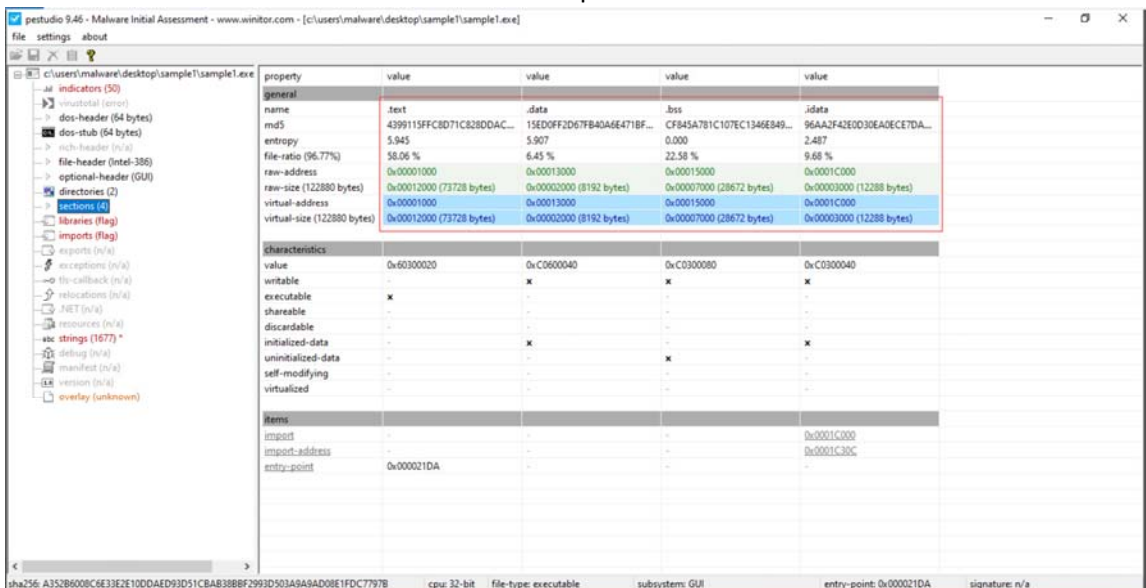 pestudio 9.46 - Malware Initial Assessment - www.winitor.com - [c:\users\malware\desktop\sample1\sample1.exe]
file settings about
c:\users\malware\desktop\sample1\sample1.exe
indicators (50)
virustotal (error)
dos-header (64 bytes)
dos-stub (64 bytes)
rich-header (n/a)
file-header (Intel-386)
optional-header (GUI)
directories (2)
sections (4)
libraries (flag)
imports (flag)
exports (n/a)
exceptions (n/a)
tls-callback (n/a)
relocations (n/a)
.NET (n/a)
resources (n/a)
abc strings (1677) *
debug (n/a)
manifest (n/a)
1.0 version (n/a)
overlay (unknown)
property value value value value
general
name .text .data .bss .idata
md5 4399115FFC8D71C828DDAC... 15ED0FF2D67FB40A6E471BF... CF845A781C107EC1346E849... 96AA2F42E0D30EA0ECE7DA...
entropy 5.945 5.907 0.000 2.487
file-ratio (96.77%) 58.06 % 6.45 % 22.58 % 9.68 %
raw-address 0x00001000 0x00013000 0x00015000 0x0001C000
raw-size (122880 bytes) 0x00012000 (73728 bytes) 0x00002000 (8192 bytes) 0x00007000 (28672 bytes) 0x00003000 (12288 bytes)
virtual-address 0x00001000 0x00013000 0x00015000 0x0001C000
virtual-size (122880 bytes) 0x00012000 (73728 bytes) 0x00002000 (8192 bytes) 0x00007000 (28672 bytes) 0x00003000 (12288 bytes)
characteristics
value 0x60300020 0xC0600040 0xC0300080 0xC0300040
writable - x x x
executable x - - -
shareable - - - -
discardable - - - -
initialized-data - x - x
uninitialized-data - - x -
self-modifying - - - -
virtualized - - - -
items
import - - - 0x0001C000
import-address - - - 0x0001C30C
entry-point 0x000021DA - - -
sha256: A352B6008C6E33E2E10DDAED93D51CBAB38BBF2993D503A9A9AD08E1FDC7797B cpu: 32-bit file-type: executable subsystem: GUI entry-point: 0x000021DA signature: n/a